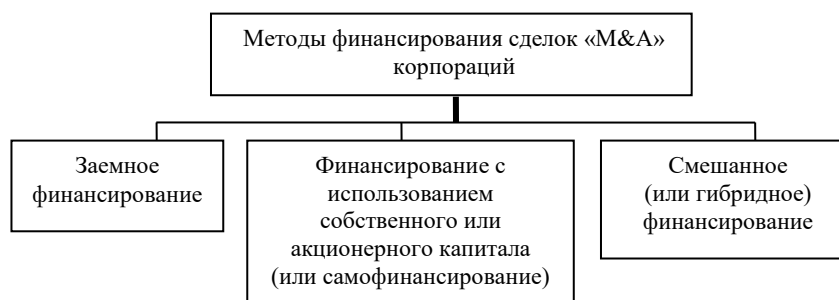 Методы финансирования сделок «M&A»
корпораций
Заемное
финансирование
Финансирование с
использованием
собственного или
акционерного капитала
(или самофинансирование)
Смешанное
(или гибридное)
финансирование